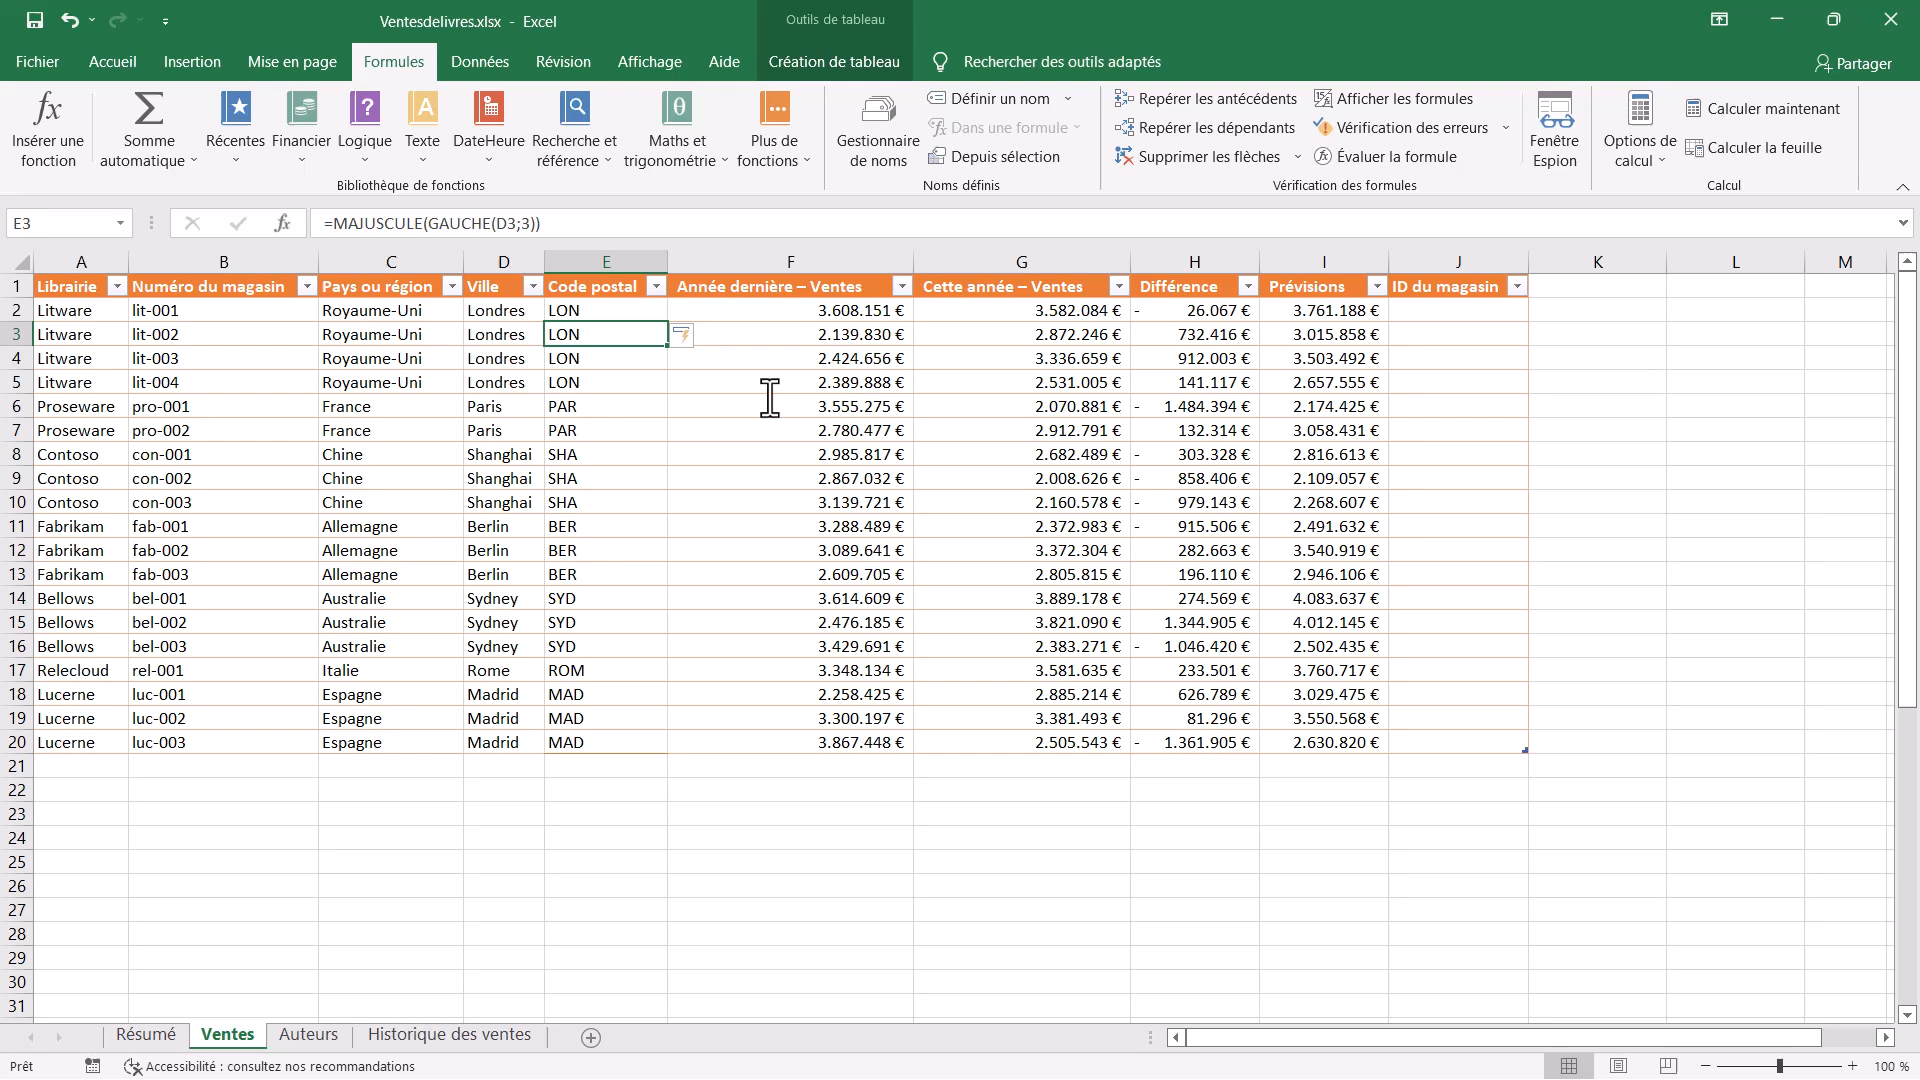 Ventesdelivres.xlsx - Excel
Outils de tableau
Fichier Accueil Insertion Mise en page Formules Données Révision Affichage Aide Création de tableau Rechercher des outils adaptés Partager
Insérer une fonction
Somme automatique
Récentes
Financier
Logique
Texte
DateHeure
Recherche et référence
Maths et trigonométrie
Plus de fonctions
Bibliothèque de fonctions
Gestionnaire de noms
Définir un nom
Dans une formule
Depuis sélection
Noms définis
Repérer les antécédents
Repérer les dépendants
Supprimer les flèches
Afficher les formules
Vérification des erreurs
Évaluer la formule
Vérification des formules
Fenêtre Espion
Options de calcul
Calculer maintenant
Calculer la feuille
Calcul
E3 fx =MAJUSCULE(GAUCHE(D3;3))
A B C D E F G H I J K L M
1 Librairie Numéro du magasin Pays ou région Ville Code postal Année dernière – Ventes Cette année – Ventes Différence Prévisions ID du magasin
2 Litware lit-001 Royaume-Uni Londres LON 3.608.151 € 3.582.084 € - 26.067 € 3.761.188 €
3 Litware lit-002 Royaume-Uni Londres LON 2.139.830 € 2.872.246 € 732.416 € 3.015.858 €
4 Litware lit-003 Royaume-Uni Londres LON 2.424.656 € 3.336.659 € 912.003 € 3.503.492 €
5 Litware lit-004 Royaume-Uni Londres LON 2.389.888 € 2.531.005 € 141.117 € 2.657.555 €
6 Proseware pro-001 France Paris PAR 3.555.275 € 2.070.881 € - 1.484.394 € 2.174.425 €
7 Proseware pro-002 France Paris PAR 2.780.477 € 2.912.791 € 132.314 € 3.058.431 €
8 Contoso con-001 Chine Shanghai SHA 2.985.817 € 2.682.489 € - 303.328 € 2.816.613 €
9 Contoso con-002 Chine Shanghai SHA 2.867.032 € 2.008.626 € - 858.406 € 2.109.057 €
10 Contoso con-003 Chine Shanghai SHA 3.139.721 € 2.160.578 € - 979.143 € 2.268.607 €
11 Fabrikam fab-001 Allemagne Berlin BER 3.288.489 € 2.372.983 € - 915.506 € 2.491.632 €
12 Fabrikam fab-002 Allemagne Berlin BER 3.089.641 € 3.372.304 € 282.663 € 3.540.919 €
13 Fabrikam fab-003 Allemagne Berlin BER 2.609.705 € 2.805.815 € 196.110 € 2.946.106 €
14 Bellows bel-001 Australie Sydney SYD 3.614.609 € 3.889.178 € 274.569 € 4.083.637 €
15 Bellows bel-002 Australie Sydney SYD 2.476.185 € 3.821.090 € 1.344.905 € 4.012.145 €
16 Bellows bel-003 Australie Sydney SYD 3.429.691 € 2.383.271 € - 1.046.420 € 2.502.435 €
17 Relecloud rel-001 Italie Rome ROM 3.348.134 € 3.581.635 € 233.501 € 3.760.717 €
18 Lucerne luc-001 Espagne Madrid MAD 2.258.425 € 2.885.214 € 626.789 € 3.029.475 €
19 Lucerne luc-002 Espagne Madrid MAD 3.300.197 € 3.381.493 € 81.296 € 3.550.568 €
20 Lucerne luc-003 Espagne Madrid MAD 3.867.448 € 2.505.543 € - 1.361.905 € 2.630.820 €
21
22
23
24
25
26
27
28
29
30
31
Résumé Ventes Auteurs Historique des ventes
Prêt Accessibilité : consultez nos recommandations 100 %